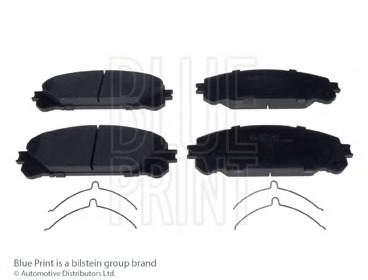 BLUE
PRINT
Blue Print is a bilstein group brand
© Automotive Distributors Ltd.